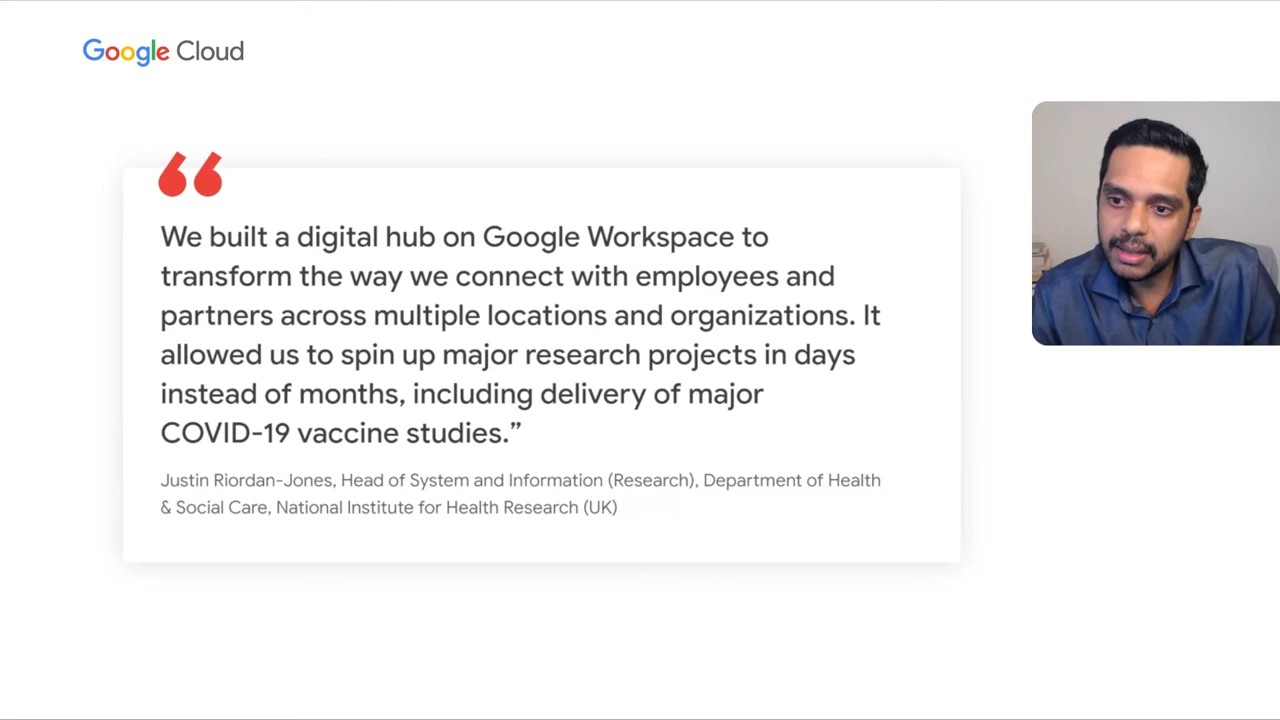 Google Cloud
“
We built a digital hub on Google Workspace to
transform the way we connect with employees and
partners across multiple locations and organizations. It
allowed us to spin up major research projects in days
instead of months, including delivery of major
COVID-19 vaccine studies.”
Justin Riordan-Jones, Head of System and Information (Research), Department of Health
& Social Care, National Institute for Health Research (UK)